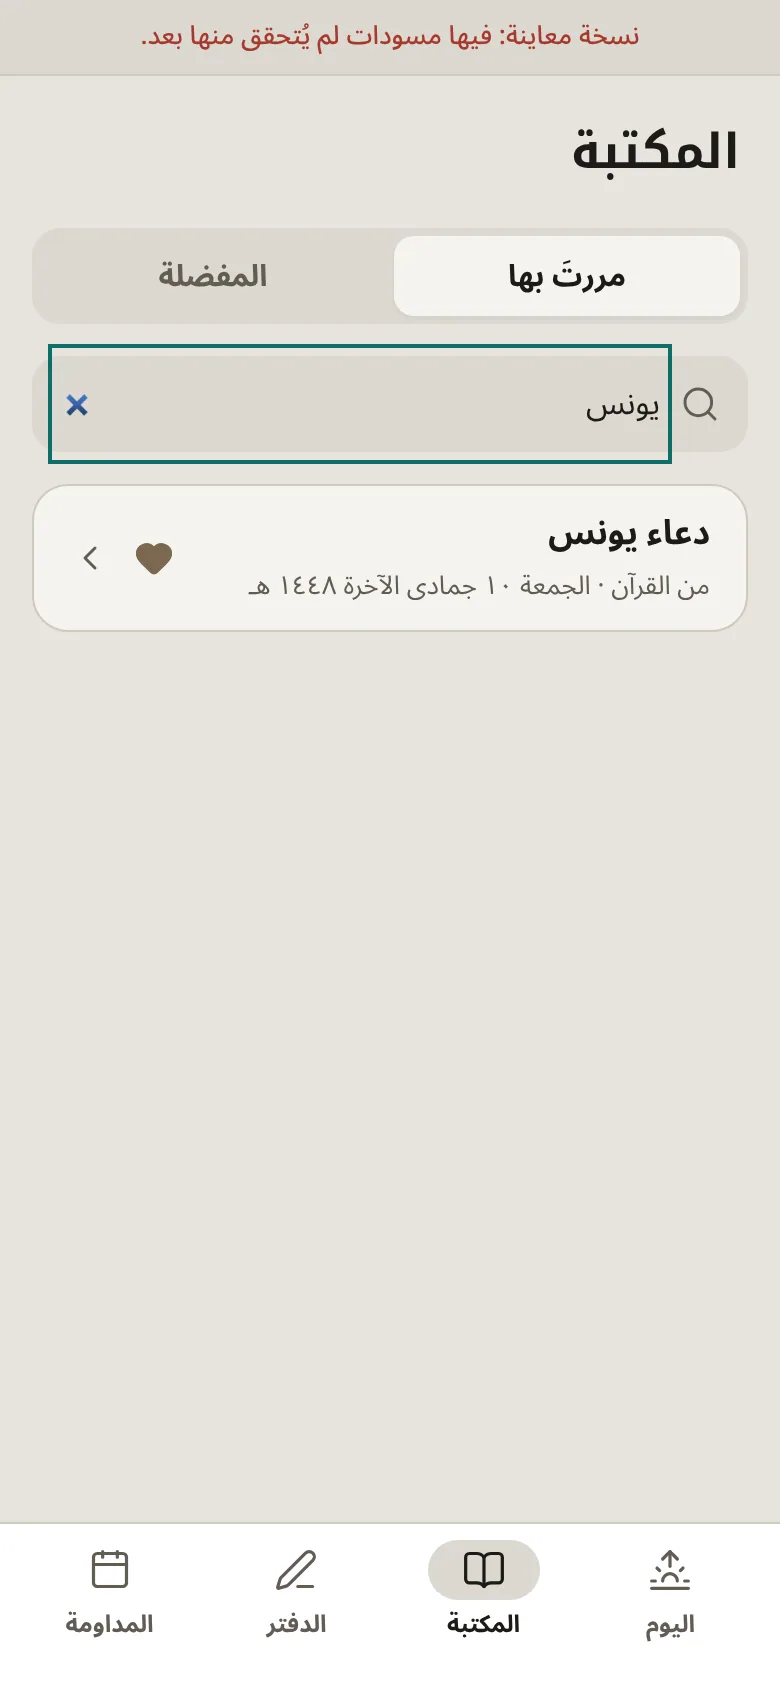 نسخة معاينة: فيها مسودات لم يُتحقق منها بعد.
المكتبة
مررتَ بها
المفضلة
يونس
دعاء يونس
من القرآن · الجمعة ١٠ جمادى الآخرة ١٤٤٨ هـ
اليوم
المكتبة
الدفتر
المداومة